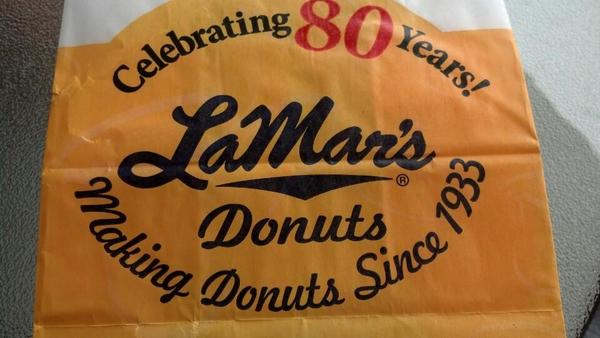 Celebrating 80 Years!
LaMar's ®
Donuts
Making Donuts Since 1933